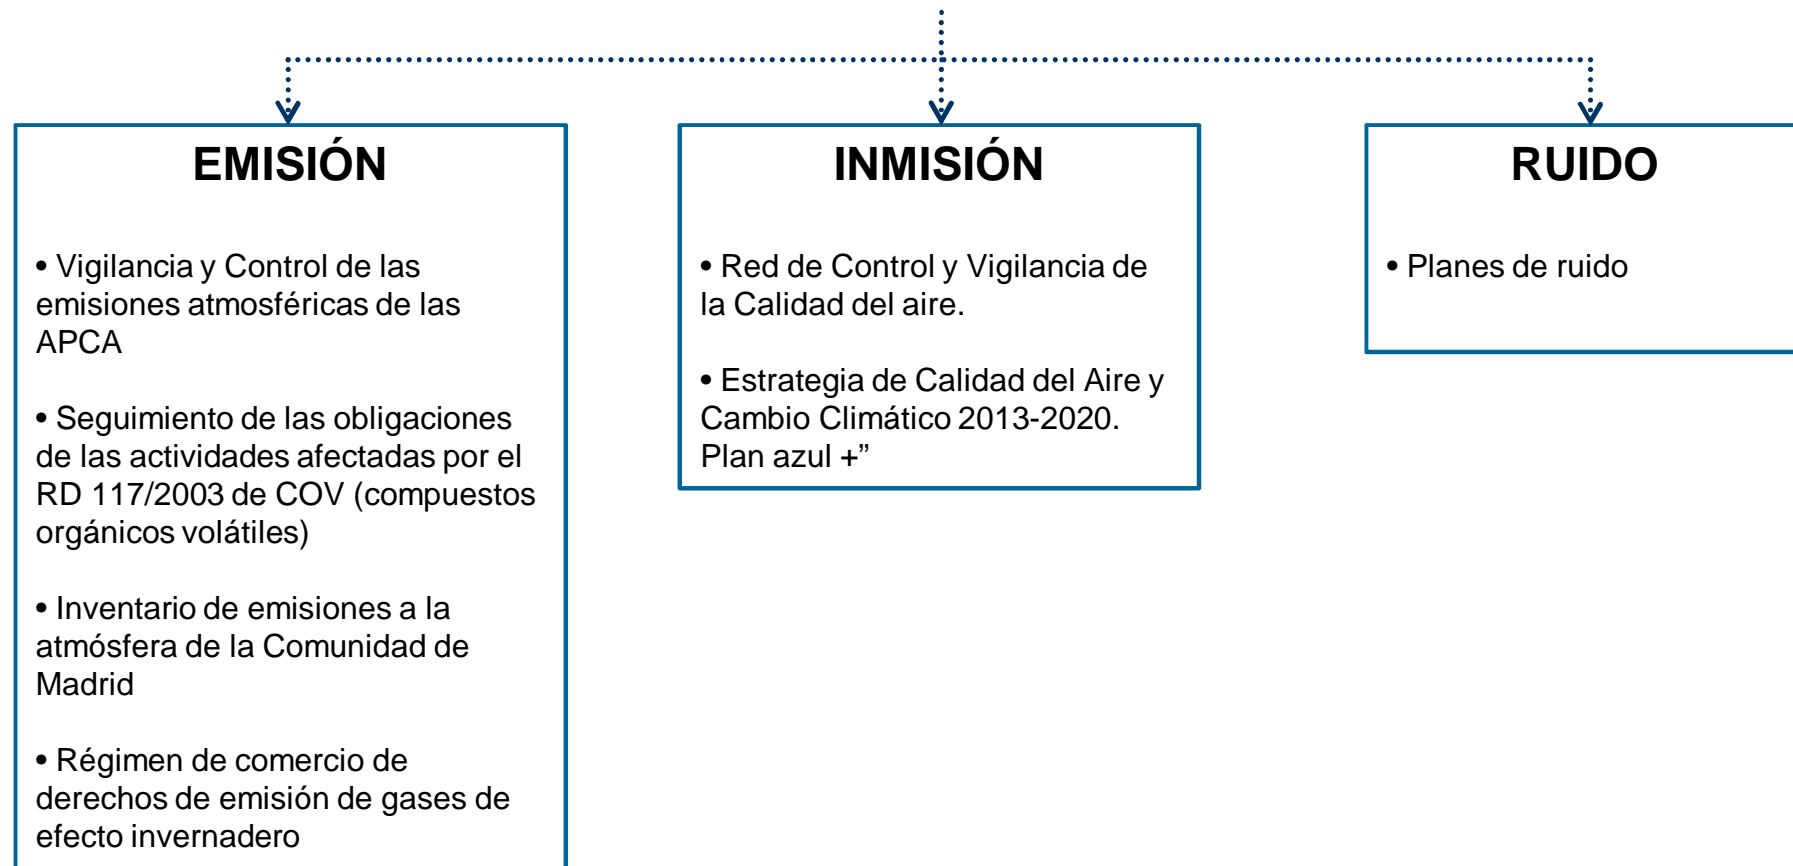 EMISIÓN
• Vigilancia y Control de las
emisiones atmosféricas de las
APCA
• Seguimiento de las obligaciones
de las actividades afectadas por el
RD 117/2003 de COV (compuestos
orgánicos volátiles)
• Inventario de emisiones a la
atmósfera de la Comunidad de
Madrid
• Régimen de comercio de
derechos de emisión de gases de
efecto invernadero
INMISIÓN
• Red de Control y Vigilancia de
la Calidad del aire.
• Estrategia de Calidad del Aire y
Cambio Climático 2013-2020.
Plan azul +”
RUIDO
• Planes de ruido